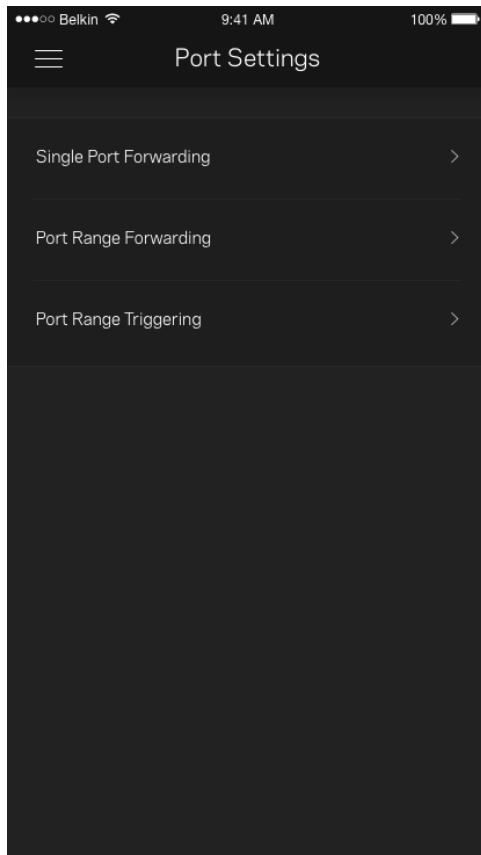 Belkin 9:41 AM 100%
Port Settings
Single Port Forwarding
Port Range Forwarding
Port Range Triggering